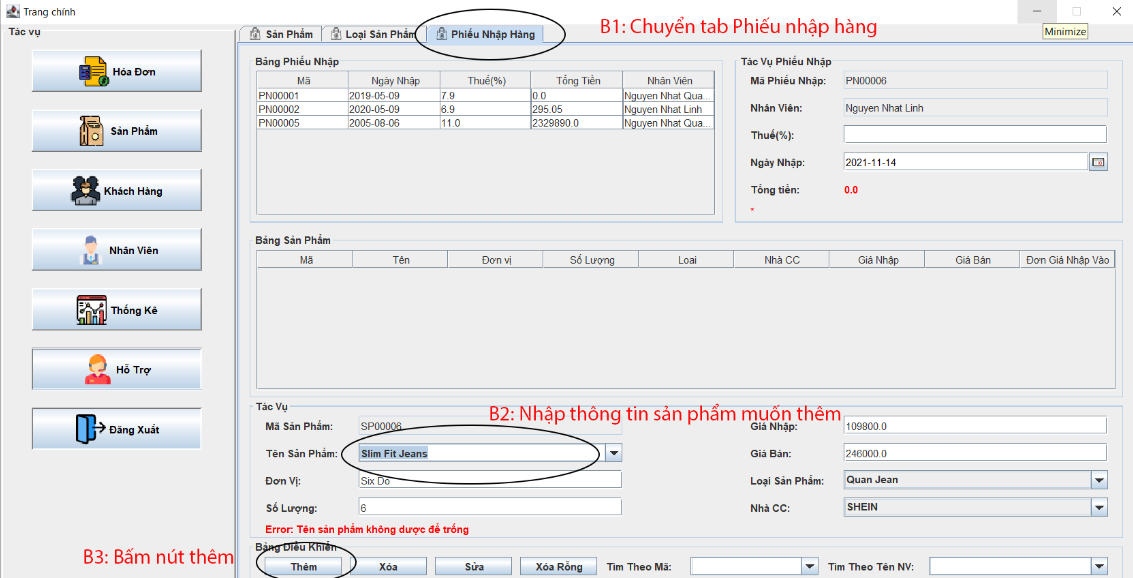 Trang chính
Minimize
B1: Chuyển tab Phiếu nhập hàng
Tác vụ
Hóa Đơn
Sản Phẩm
Khách Hàng
Nhân Viên
Thống Kê
Hỗ Trợ
Đăng Xuất
Sản Phẩm Loại Sản Phẩm Phiếu Nhập Hàng
Bảng Phiếu Nhập
Mã Ngày Nhập Thuế(%) Tổng Tiền Nhân Viên
PN00001 2019-05-09 7.9 0.0 Nguyen Nhat Qua...
PN00002 2020-05-09 6.9 295.05 Nguyen Nhat Linh
PN00005 2005-08-06 11.0 2329890.0 Nguyen Nhat Qua...
Tác Vụ Phiếu Nhập
Mã Phiếu Nhập: PN00006
Nhân Viên: Nguyen Nhat Linh
Thuế(%):
Ngày Nhập: 2021-11-14
Tổng tiền: 0.0
*
Bảng Sản Phẩm
Mã Tên Đơn vị Số Lượng Loai Nhà CC Giá Nhập Giá Bán Đơn Giá Nhập Vào
Tác Vụ
B2: Nhập thông tin sản phẩm muốn thêm
Mã Sản Phẩm: SP00006
Tên Sản Phẩm: Slim Fit Jeans
Đơn Vị: Six Do
Số Lượng: 6
Giá Nhập: 109800.0
Giá Bán: 246000.0
Loại Sản Phẩm: Quan Jean
Nhà CC: SHEIN
Error: Tên sản phẩm không dược để trống
B3: Bấm nút thêm
Bảng Điều Khiển
Thêm Xóa Sửa Xóa Rỗng Tìm Theo Mã: Tìm Theo Tên NV: